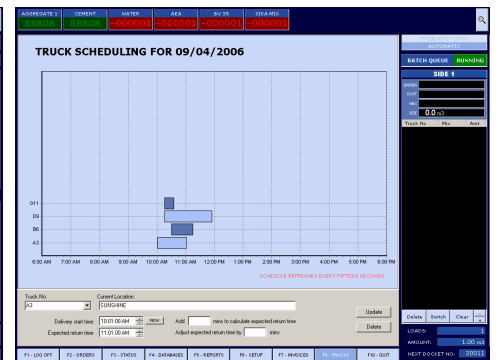 AGGREGATE 1 CEMENT WATER AEA BV 35 SIKA MIX
ERROR ERROR -000001 -000001 -000001 -000001
TRUCK SCHEDULING FOR 09/04/2006
AUTOMATIC
BATCH QUEUE RUNNING
SIDE 1
ORDER
CUST
MIX
SIZE 0.0 m3
Truck No Mix Amt
G11
D9
B6
A3
6:00 AM 7:00 AM 8:00 AM 9:00 AM 10:00 AM 11:00 AM 12:00 PM 1:00 PM 2:00 PM 3:00 PM 4:00 PM 5:00 PM 6:00 PM
SCHEDULE REFRESHES EVERY FIFTEEN SECONDS
Truck No: Current Location:
A3 SUNSHINE
Delivery start time: 10:01:00 AM NOW Add mins to calculate expected return time
Expected return time: 11:01:00 AM Adjust expected return time by mins
Update
Delete
Delete Switch Clear
LOADS:
AMOUNT: 1.00 m3
NEXT DOCKET NO: 20011
F1 - LOG OFF F2 - ORDERS F3 - STATUS F4 - DATABASES F5 - REPORTS F6 - SETUP F7 - INVOICES F8 - TRUCKS F10 - QUIT